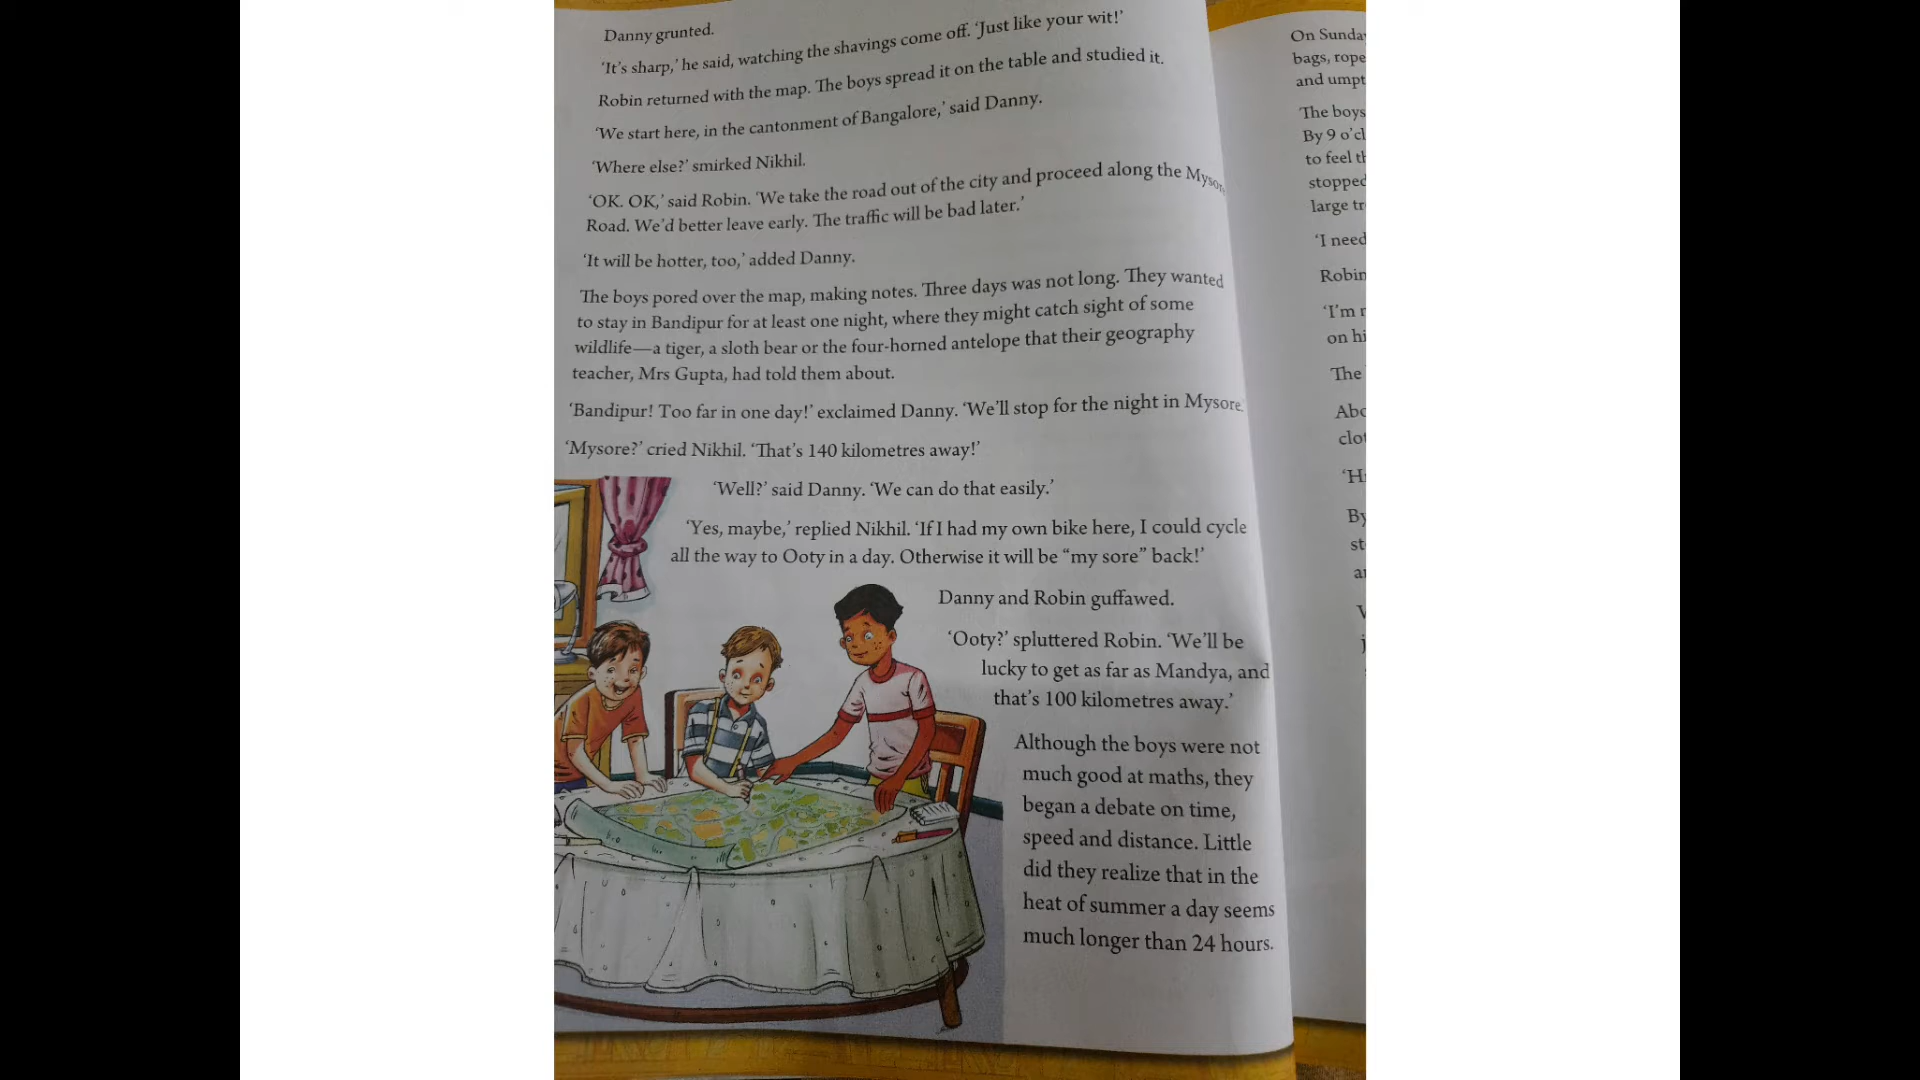 Danny grunted.
‘It’s sharp,’ he said, watching the shavings come off. ‘Just like your wit!’
Robin returned with the map. The boys spread it on the table and studied it.
‘We start here, in the cantonment of Bangalore,’ said Danny.
‘Where else?’ smirked Nikhil.
‘OK. OK,’ said Robin. ‘We take the road out of the city and proceed along the Mysore
Road. We’d better leave early. The traffic will be bad later.’
‘It will be hotter, too,’ added Danny.
The boys pored over the map, making notes. Three days was not long. They wanted
to stay in Bandipur for at least one night, where they might catch sight of some
wildlife—a tiger, a sloth bear or the four-horned antelope that their geography
teacher, Mrs Gupta, had told them about.
‘Bandipur! Too far in one day!’ exclaimed Danny. ‘We’ll stop for the night in Mysore.’
‘Mysore?’ cried Nikhil. ‘That’s 140 kilometres away!’
‘Well?’ said Danny. ‘We can do that easily.’
‘Yes, maybe,’ replied Nikhil. ‘If I had my own bike here, I could cycle
all the way to Ooty in a day. Otherwise it will be “my sore” back!’
Danny and Robin guffawed.
‘Ooty?’ spluttered Robin. ‘We’ll be
lucky to get as far as Mandya, and
that’s 100 kilometres away.’
Although the boys were not
much good at maths, they
began a debate on time,
speed and distance. Little
did they realize that in the
heat of summer a day seems
much longer than 24 hours.
On
bags, rope
and
The boys
By 9
to feel
stopped
large
‘I need
Robin
‘I’m
on
The
By